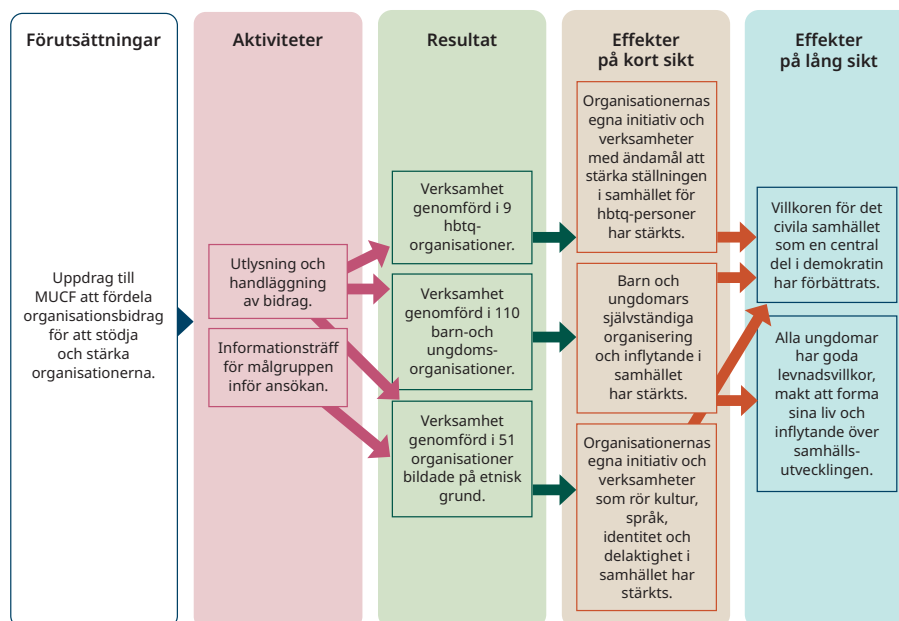 Förutsättningar
Uppdrag till
MUCF att fördela
organisationsbidrag
för att stödja
och stärka
organisationerna.
Aktiviteter
Utlysning och
handläggning
av bidrag.
Informationsträff
för målgruppen
inför ansökan.
Resultat
Verksamhet
genomförd i 9
hbtq-
organisationer.
Verksamhet
genomförd i 110
barn-och
ungdoms-
organisationer.
Verksamhet
genomförd i 51
organisationer
bildade på etnisk
grund.
Effekter
på kort sikt
Organisationernas
egna initiativ och
verksamheter
med ändamål att
stärka ställningen
i samhället för
hbtq-personer
har stärkts.
Barn och
ungdomars
självständiga
organisering
och inflytande i
samhället
har stärkts.
Organisationernas
egna initiativ och
verksamheter
som rör kultur,
språk,
identitet och
delaktighet i
samhället har
stärkts.
Effekter
på lång sikt
Villkoren för det
civila samhället
som en central
del i demokratin
har förbättrats.
Alla ungdomar
har goda
levnadsvillkor,
makt att forma
sina liv och
inflytande över
samhälls-
utvecklingen.